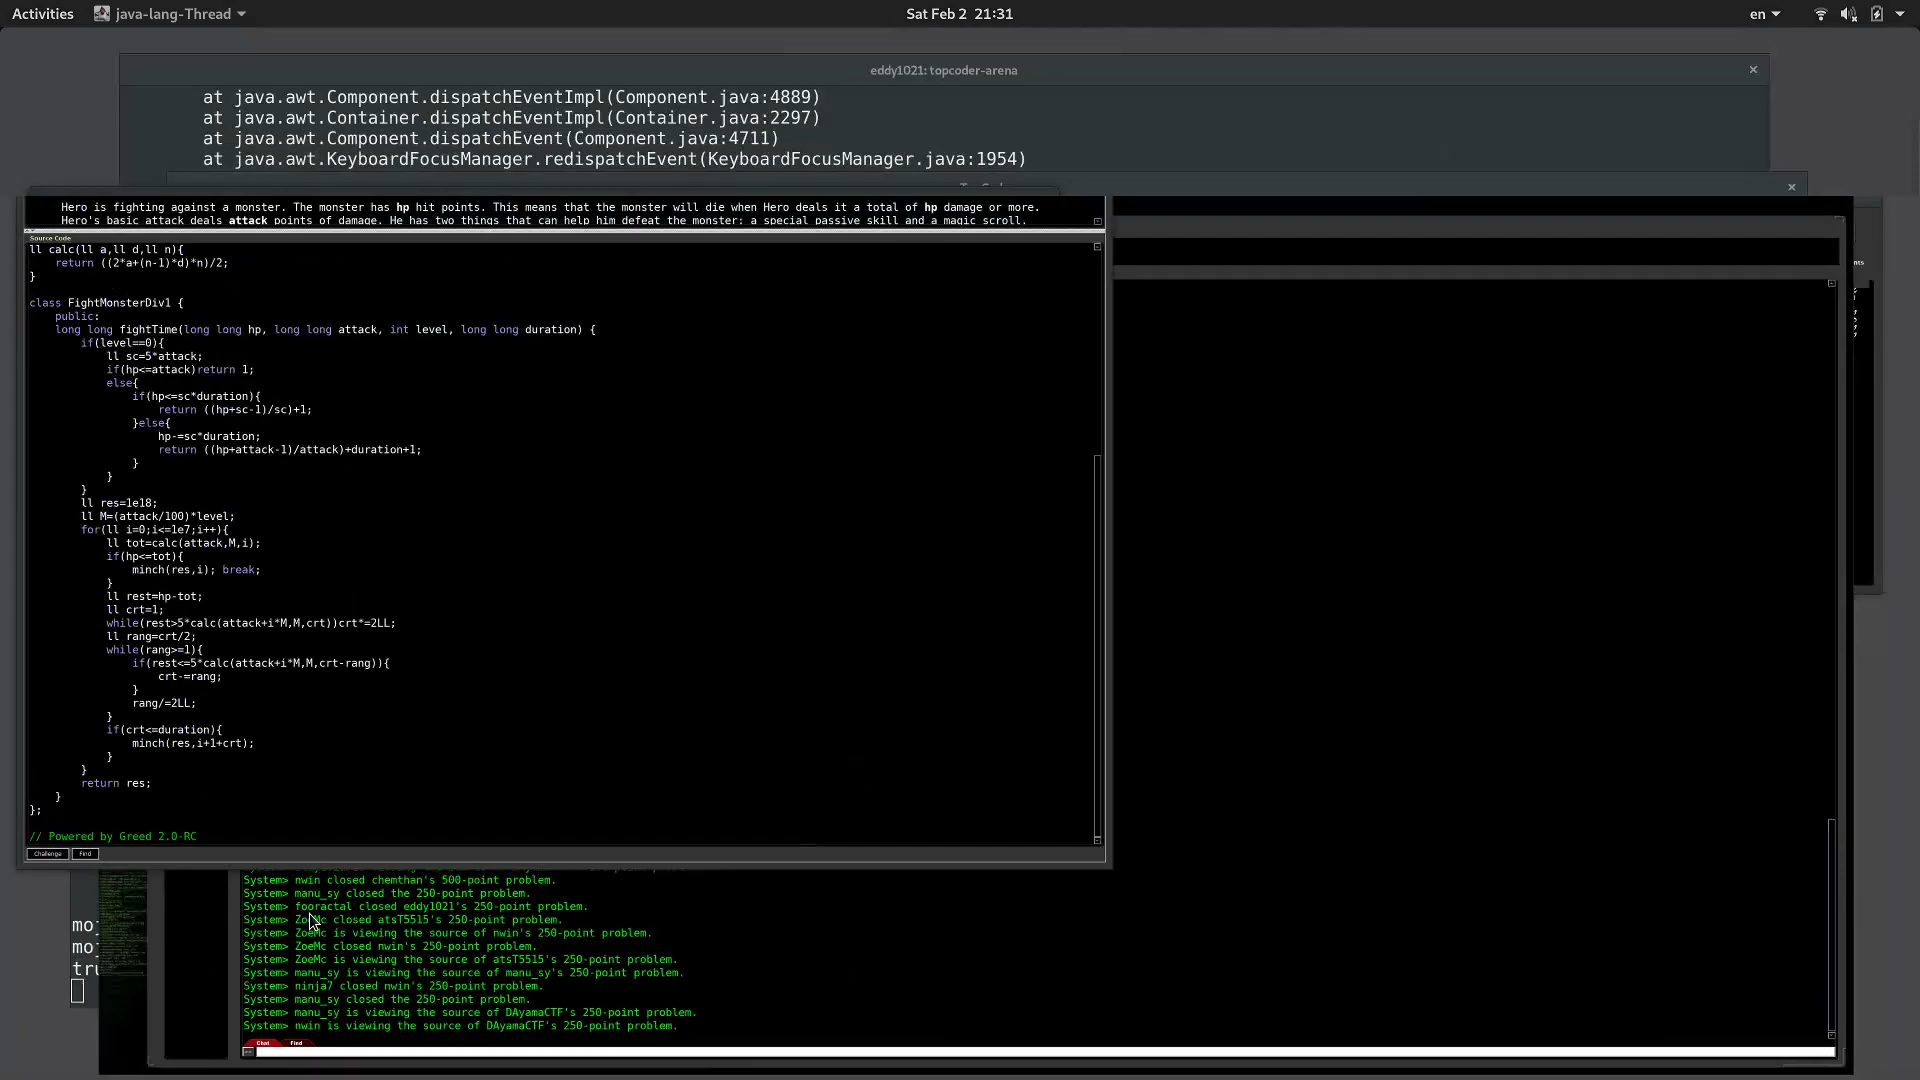 Activities java-lang-Thread Sat Feb 2 21:31 en
eddy1021: topcoder-arena
at java.awt.Component.dispatchEventImpl(Component.java:4889)
at java.awt.Container.dispatchEventImpl(Container.java:2297)
at java.awt.Component.dispatchEvent(Component.java:4711)
at java.awt.KeyboardFocusManager.redispatchEvent(KeyboardFocusManager.java:1954)
Hero is fighting against a monster. The monster has hp hit points. This means that the monster will die when Hero deals it a total of hp damage or more.
Hero's basic attack deals attack points of damage. He has two things that can help him defeat the monster: a special passive skill and a magic scroll.
Source Code
ll calc(ll a,ll d,ll n){
return ((2*a+(n-1)*d)*n)/2;
}
class FightMonsterDiv1 {
public:
long long fightTime(long long hp, long long attack, int level, long long duration) {
if(level==0){
ll sc=5*attack;
if(hp<=attack)return 1;
else{
if(hp<=sc*duration){
return ((hp+sc-1)/sc)+1;
}else{
hp-=sc*duration;
return ((hp+attack-1)/attack)+duration+1;
}
}
}
ll res=1e18;
ll M=(attack/100)*level;
for(ll i=0;i<=1e7;i++){
ll tot=calc(attack,M,i);
if(hp<=tot){
minch(res,i); break;
}
ll rest=hp-tot;
ll crt=1;
while(rest>5*calc(attack+i*M,M,crt))crt*=2LL;
ll rang=crt/2;
while(rang>=1){
if(rest<=5*calc(attack+i*M,M,crt-rang)){
crt-=rang;
}
rang/=2LL;
}
if(crt<=duration){
minch(res,i+1+crt);
}
}
return res;
}
};
// Powered by Greed 2.0-RC
Challenge Find
System> nwin closed chemthan's 500-point problem.
System> manu_sy closed the 250-point problem.
System> fooractal closed eddy1021's 250-point problem.
System> ZoeMc closed atsT5515's 250-point problem.
System> ZoeMc is viewing the source of nwin's 250-point problem.
System> ZoeMc closed nwin's 250-point problem.
System> ZoeMc is viewing the source of atsT5515's 250-point problem.
System> manu_sy is viewing the source of manu_sy's 250-point problem.
System> ninja7 closed nwin's 250-point problem.
System> manu_sy closed the 250-point problem.
System> manu_sy is viewing the source of DAyamaCTF's 250-point problem.
System> nwin is viewing the source of DAyamaCTF's 250-point problem.
Chat Find
mo
mo
tru